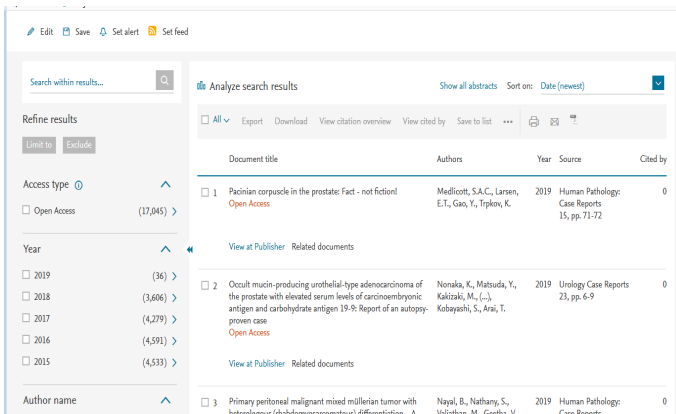 Edit Save Set alert Set feed
Search within results...
Refine results
Limit to Exclude
Access type
Open Access (17,045)
Year
2019 (36)
2018 (3,606)
2017 (4,279)
2016 (4,591)
2015 (4,533)
Author name
Analyze search results Show all abstracts Sort on: Date (newest)
All Export Download View citation overview View cited by Save to list •••
Document title Authors Year Source Cited by
1 Pacinian corpuscle in the prostate: Fact - not fiction! Medlicott, S.A.C., Larsen, 2019 Human Pathology: 0
Open Access E.T., Gao, Y., Trpkov, K. Case Reports
15, pp. 71-72
View at Publisher Related documents
2 Occult mucin-producing urothelial-type adenocarcinoma of Nonaka, K., Matsuda, Y., 2019 Urology Case Reports 0
the prostate with elevated serum levels of carcinoembryonic Kakizaki, M., (...), 23, pp. 6-9
antigen and carbohydrate antigen 19-9: Report of an autopsy- Kobayashi, S., Arai, T.
proven case
Open Access
View at Publisher Related documents
3 Primary peritoneal malignant mixed müllerian tumor with Nayal, B., Nathany, S., 2019 Human Pathology: 0
heterologous (rhabdomyosarcomatous) differentiation - A Valiathan, M., Geetha, V. Case Reports